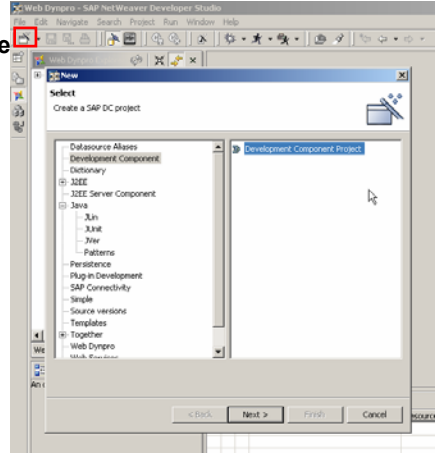 Web Dynpro - SAP NetWeaver Developer Studio
File Edit Navigate Search Project Run Window Help
e
Web Dynpro
New
Select
Create a SAP DC project
Datasource Aliases
Development Component
Dictionary
J2EE
J2EE Server Component
Java
JLin
JUnit
JVer
Patterns
Persistence
Plug-in Development
SAP Connectivity
Simple
Source versions
Templates
Together
Web Dynpro
Web Services
Development Component Project
We
An
< Back
Next >
Finish
Cancel
esource